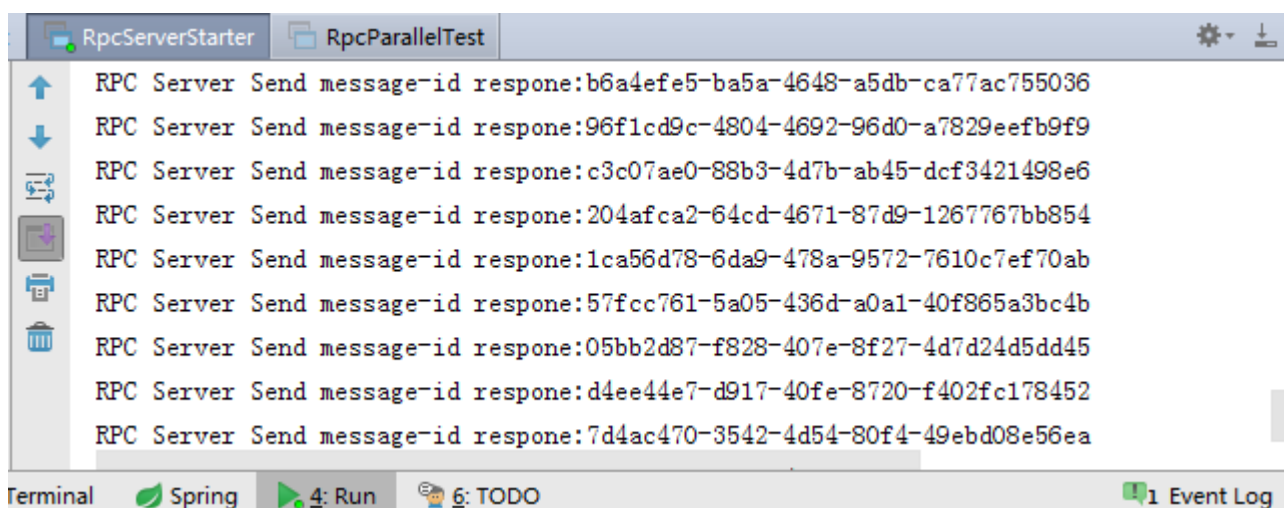 RpcServerStarter RpcParallelTest
RPC Server Send message-id respone:b6a4efe5-ba5a-4648-a5db-ca77ac755036
RPC Server Send message-id respone:96f1cd9c-4804-4692-96d0-a7829eefb9f9
RPC Server Send message-id respone:c3c07ae0-88b3-4d7b-ab45-dcf3421498e6
RPC Server Send message-id respone:204afca2-64cd-4671-87d9-1267767bb854
RPC Server Send message-id respone:1ca56d78-6da9-478a-9572-7610c7ef70ab
RPC Server Send message-id respone:57fcc761-5a05-436d-a0a1-40f865a3bc4b
RPC Server Send message-id respone:05bb2d87-f828-407e-8f27-4d7d24d5dd45
RPC Server Send message-id respone:d4ee44e7-d917-40fe-8720-f402fc178452
RPC Server Send message-id respone:7d4ac470-3542-4d54-80f4-49ebd08e56ea
Terminal Spring 4: Run 6: TODO 1 Event Log